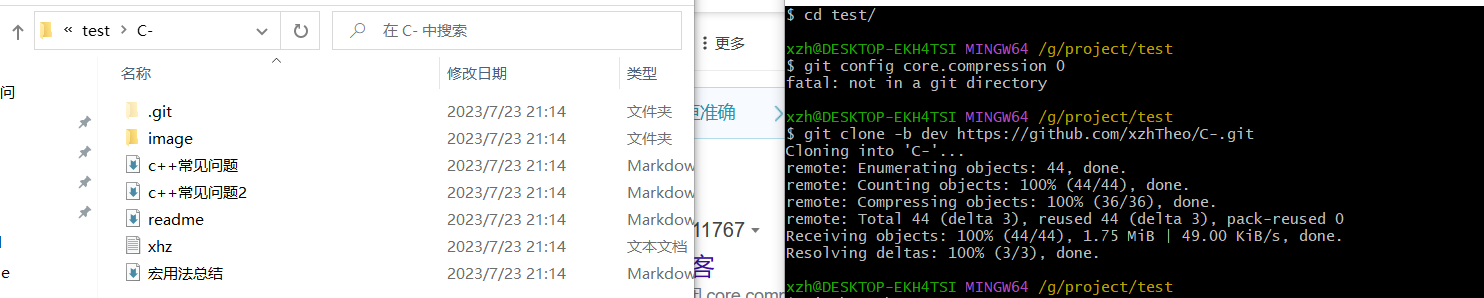 « test > C-
在 C- 中搜索
问
名称 修改日期 类型
.git 2023/7/23 21:14 文件夹
image 2023/7/23 21:14 文件夹
c++常见问题 2023/7/23 21:14 Markdow
c++常见问题2 2023/7/23 21:14 Markdow
readme 2023/7/23 21:14 Markdow
xhz 2023/7/23 21:14 文本文档
宏用法总结 2023/7/23 21:14 Markdow
e
更多
准确
11767
客
core.comp
$ cd test/
xzh@DESKTOP-EKH4TSI MINGW64 /g/project/test
$ git config core.compression 0
fatal: not in a git directory
xzh@DESKTOP-EKH4TSI MINGW64 /g/project/test
$ git clone -b dev https://github.com/xzhTheo/C-.git
Cloning into 'C-'...
remote: Enumerating objects: 44, done.
remote: Counting objects: 100% (44/44), done.
remote: Compressing objects: 100% (36/36), done.
remote: Total 44 (delta 3), reused 44 (delta 3), pack-reused 0
Receiving objects: 100% (44/44), 1.75 MiB | 49.00 KiB/s, done.
Resolving deltas: 100% (3/3), done.
xzh@DESKTOP-EKH4TSI MINGW64 /g/project/test